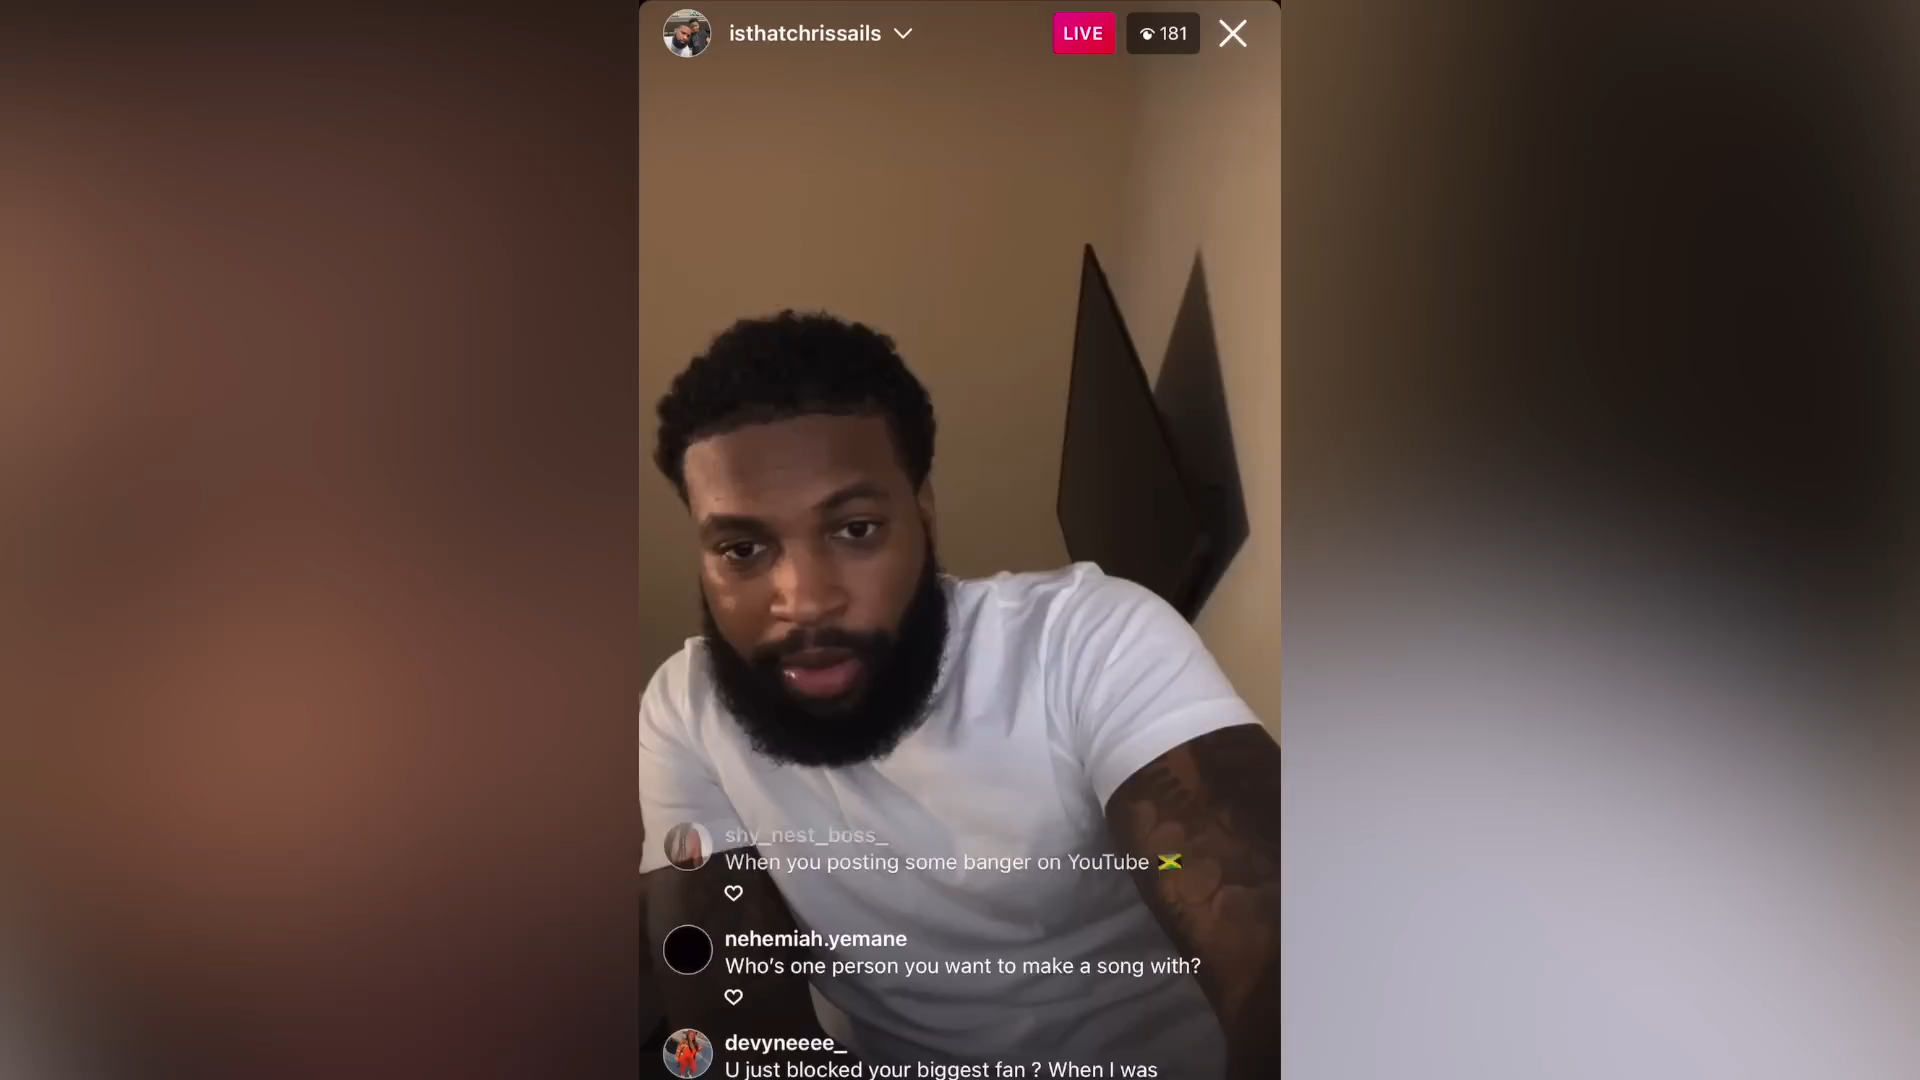 isthatchrissails
LIVE
181
shy_nest_boss_
When you posting some banger on YouTube
nehemiah.yemane
Who's one person you want to make a song with?
devyneeee_
U just blocked your biggest fan ? When I was